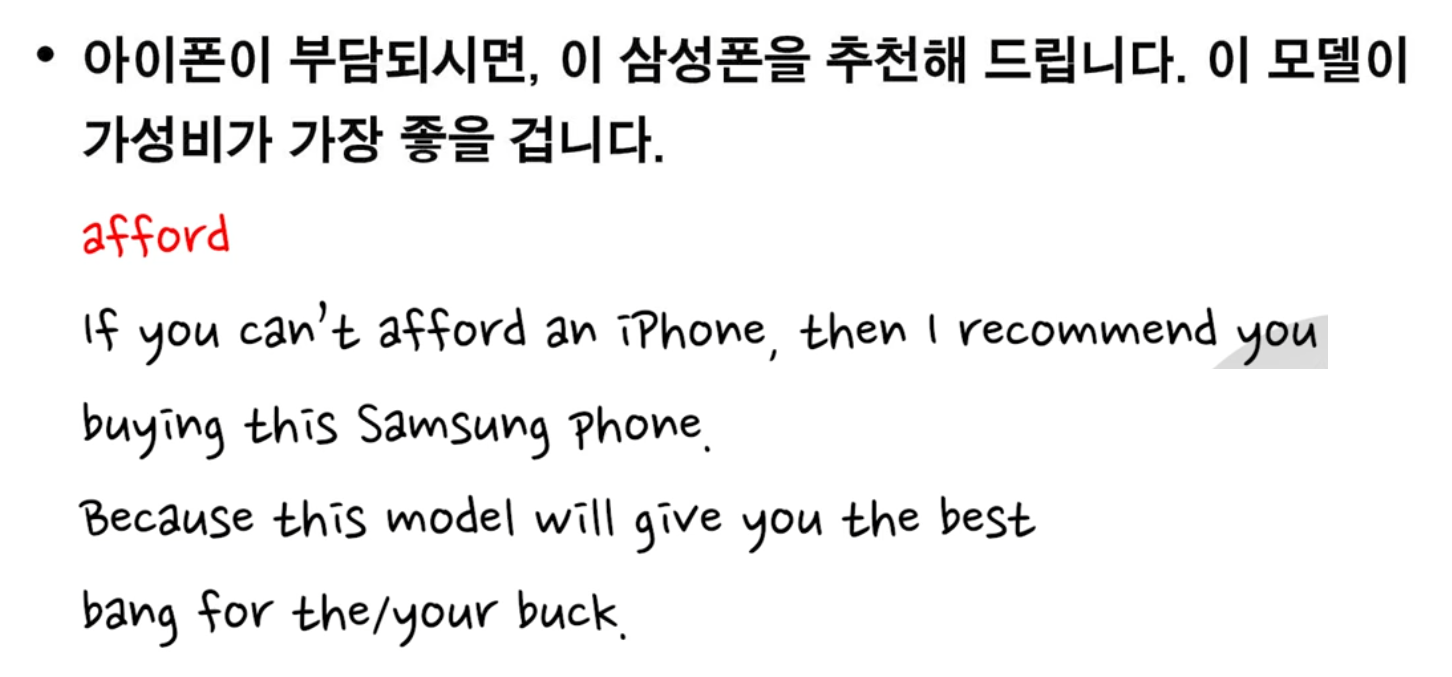 • 아이폰이 부담되시면, 이 삼성폰을 추천해 드립니다. 이 모델이
가성비가 가장 좋을 겁니다.
afford
If you can't afford an iPhone, then I recommend you
buying this Samsung phone.
Because this model will give you the best
bang for the/your buck.